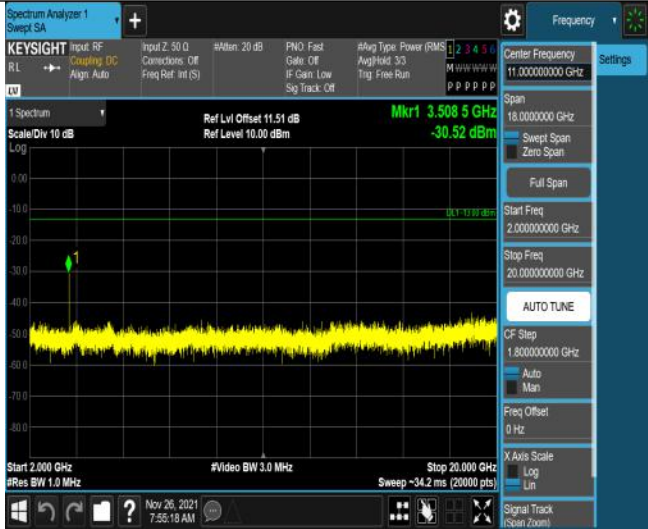 Spectrum Analyzer 1
Swept SA
+
Frequency
KEYSIGHT
RL
Input: RF
Coupling: DC
Align: Auto
Input Z: 50 Ω
Corrections: Off
Freq Ref: Int (S)
#Atten: 20 dB
PNO: Fast
Gate: Off
IF Gain: Low
Sig Track: Off
#Avg Type: Power (RMS
Avg|Hold: 3/3
Trig: Free Run
1 2 3 4 5 6
M W W W W W
P P P P P P
LV
1 Spectrum
Scale/Div 10 dB
Log
Ref Lvl Offset 11.51 dB
Ref Level 10.00 dBm
Mkr1 3.508 5 GHz
-30.52 dBm
0.00
-10.0
DL1 -13.00 dBm
-20.0
1
-30.0
-40.0
-50.0
-60.0
-70.0
-80.0
Start 2.000 GHz
#Res BW 1.0 MHz
#Video BW 3.0 MHz
Stop 20.000 GHz
Sweep ~34.2 ms (20000 pts)
?
Nov 26, 2021
7:55:18 AM
Center Frequency
11.000000000 GHz
Settings
Span
18.0000000 GHz
Swept Span
Zero Span
Full Span
Start Freq
2.000000000 GHz
Stop Freq
20.000000000 GHz
AUTO TUNE
CF Step
1.800000000 GHz
Auto
Man
Freq Offset
0 Hz
X Axis Scale
Log
Lin
Signal Track
(Span Zoom)